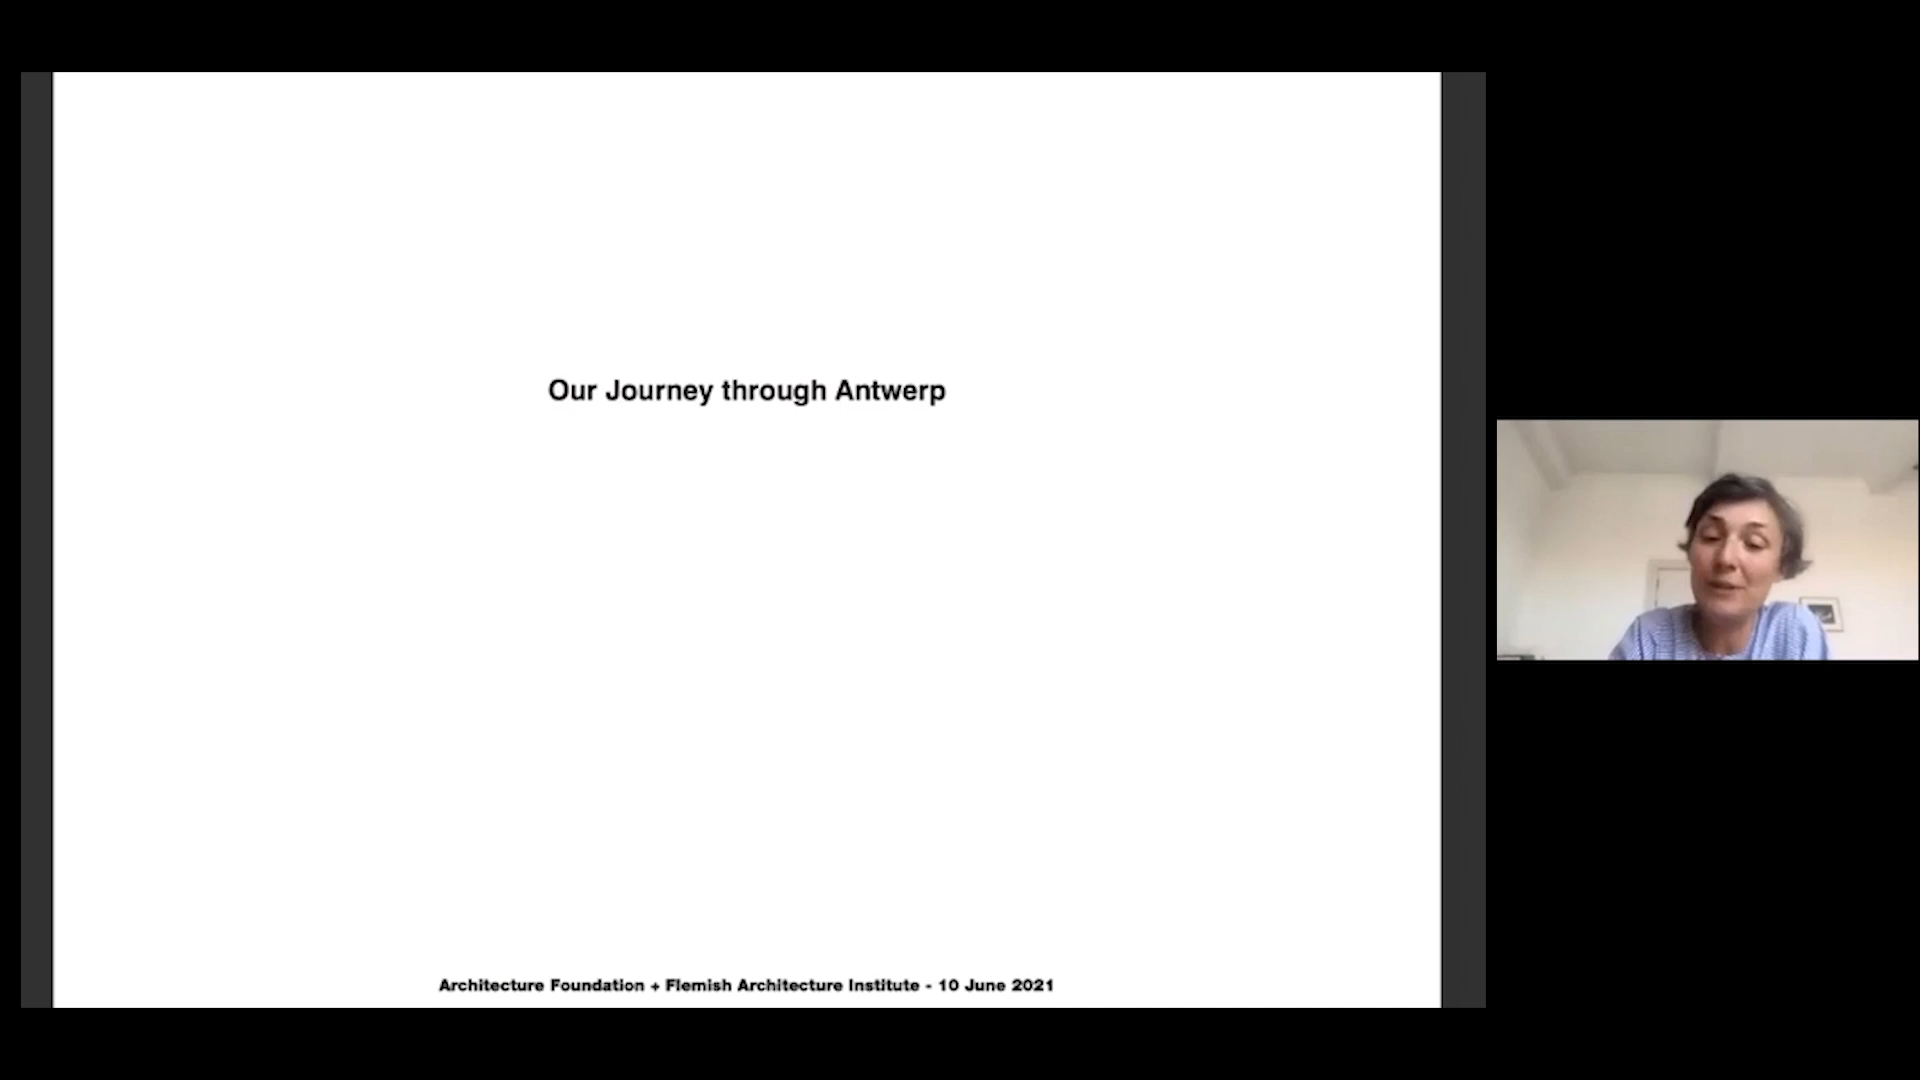 Our Journey through Antwerp
Architecture Foundation + Flemish Architecture Institute - 10 June 2021